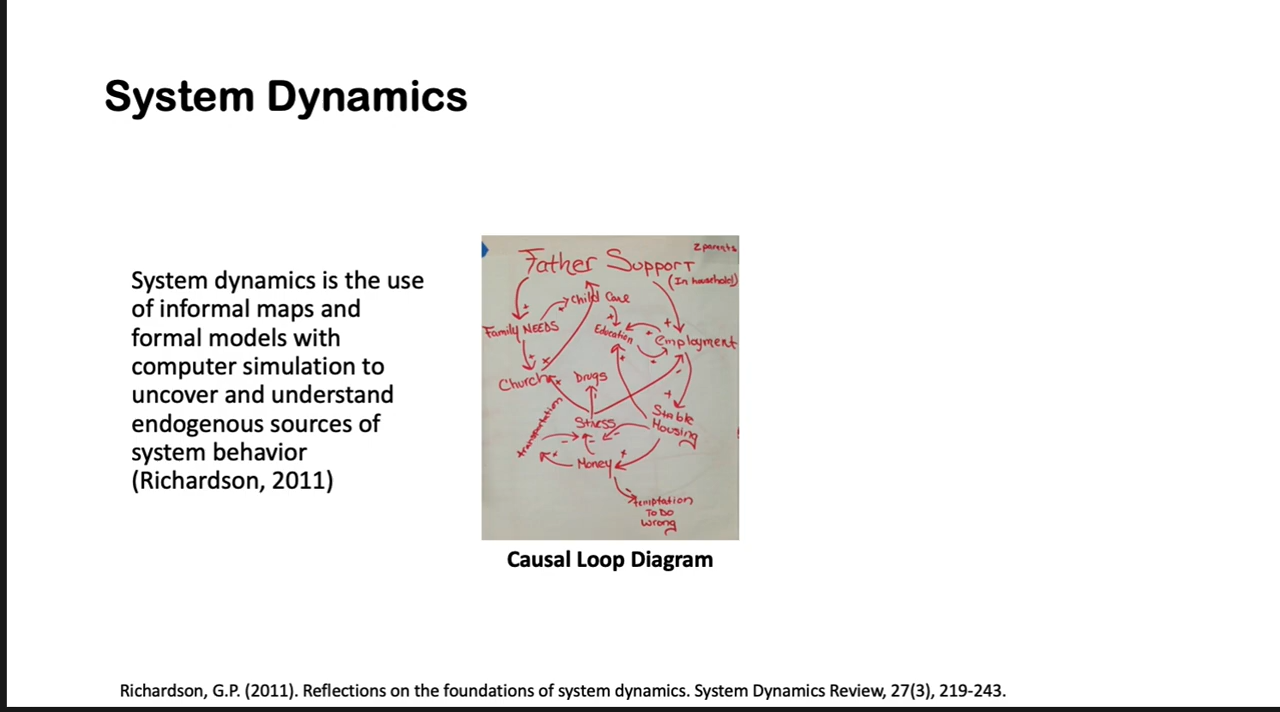 System Dynamics
System dynamics is the use
of informal maps and
formal models with
computer simulation to
uncover and understand
endogenous sources of
system behavior
(Richardson, 2011)
2 parents
Father Support
(In household)
+
+ Child Care
Family NEEDS
+
Education
+
+
Employment
+
+
+
Church
+
Drugs
+
-
+
Stable
Housing
Stress
transportation
-
-
-
+
Money
+
-
temptation
To Do
Wrong
Causal Loop Diagram
Richardson, G.P. (2011). Reflections on the foundations of system dynamics. System Dynamics Review, 27(3), 219-243.